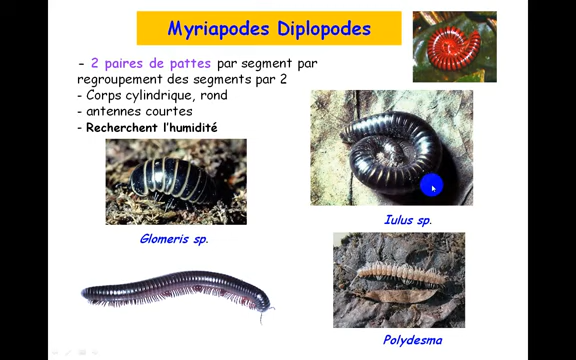 Myriapodes Diplopodes
- 2 paires de pattes par segment par
regroupement des segments par 2
- Corps cylindrique, rond
- antennes courtes
- Recherchent l'humidité
Iulus sp.
Glomeris sp.
Polydesma